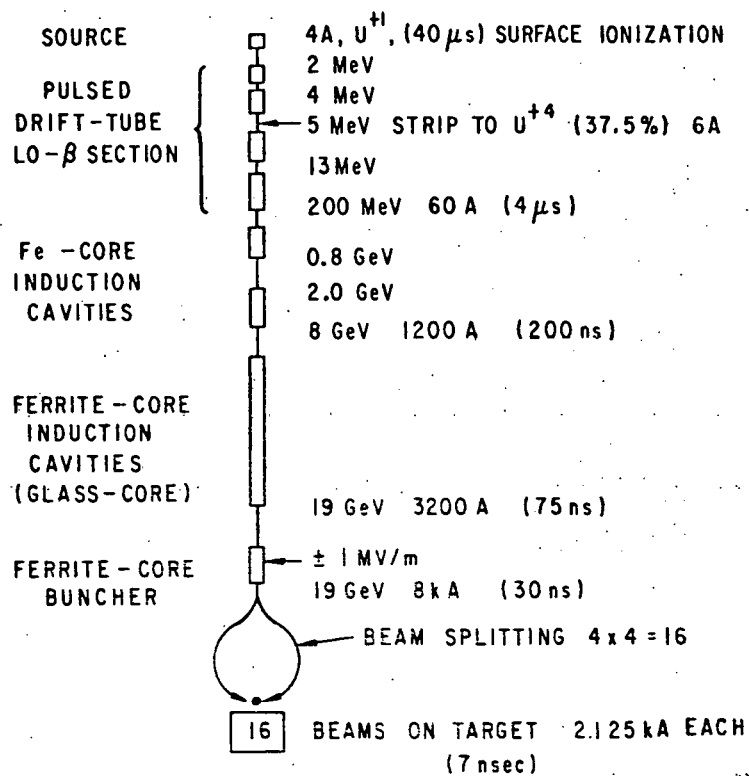 SOURCE
4A, U+1, (40 μs) SURFACE IONIZATION
2 MeV
PULSED
DRIFT-TUBE
LO-β SECTION
4 MeV
5 MeV STRIP TO U+4 (37.5%) 6A
13 MeV
200 MeV 60 A (4 μs)
Fe -CORE
INDUCTION
CAVITIES
0.8 GeV
2.0 GeV
8 GeV 1200 A (200 ns)
FERRITE-CORE
INDUCTION
CAVITIES
(GLASS-CORE)
19 GeV 3200 A (75 ns)
FERRITE-CORE
BUNCHER
± 1 MV/m
19 GeV 8kA (30 ns)
BEAM SPLITTING 4 x 4 = 16
16 BEAMS ON TARGET 2.125 kA EACH
(7 nsec)